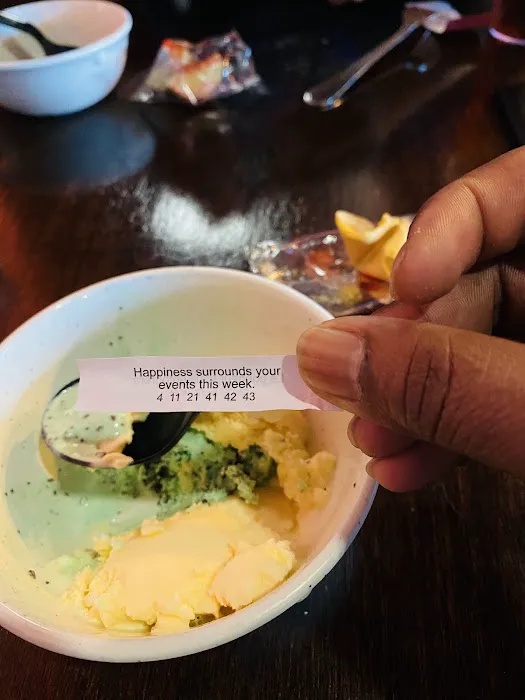 Happiness surrounds your
events this week.
4 11 21 41 42 43